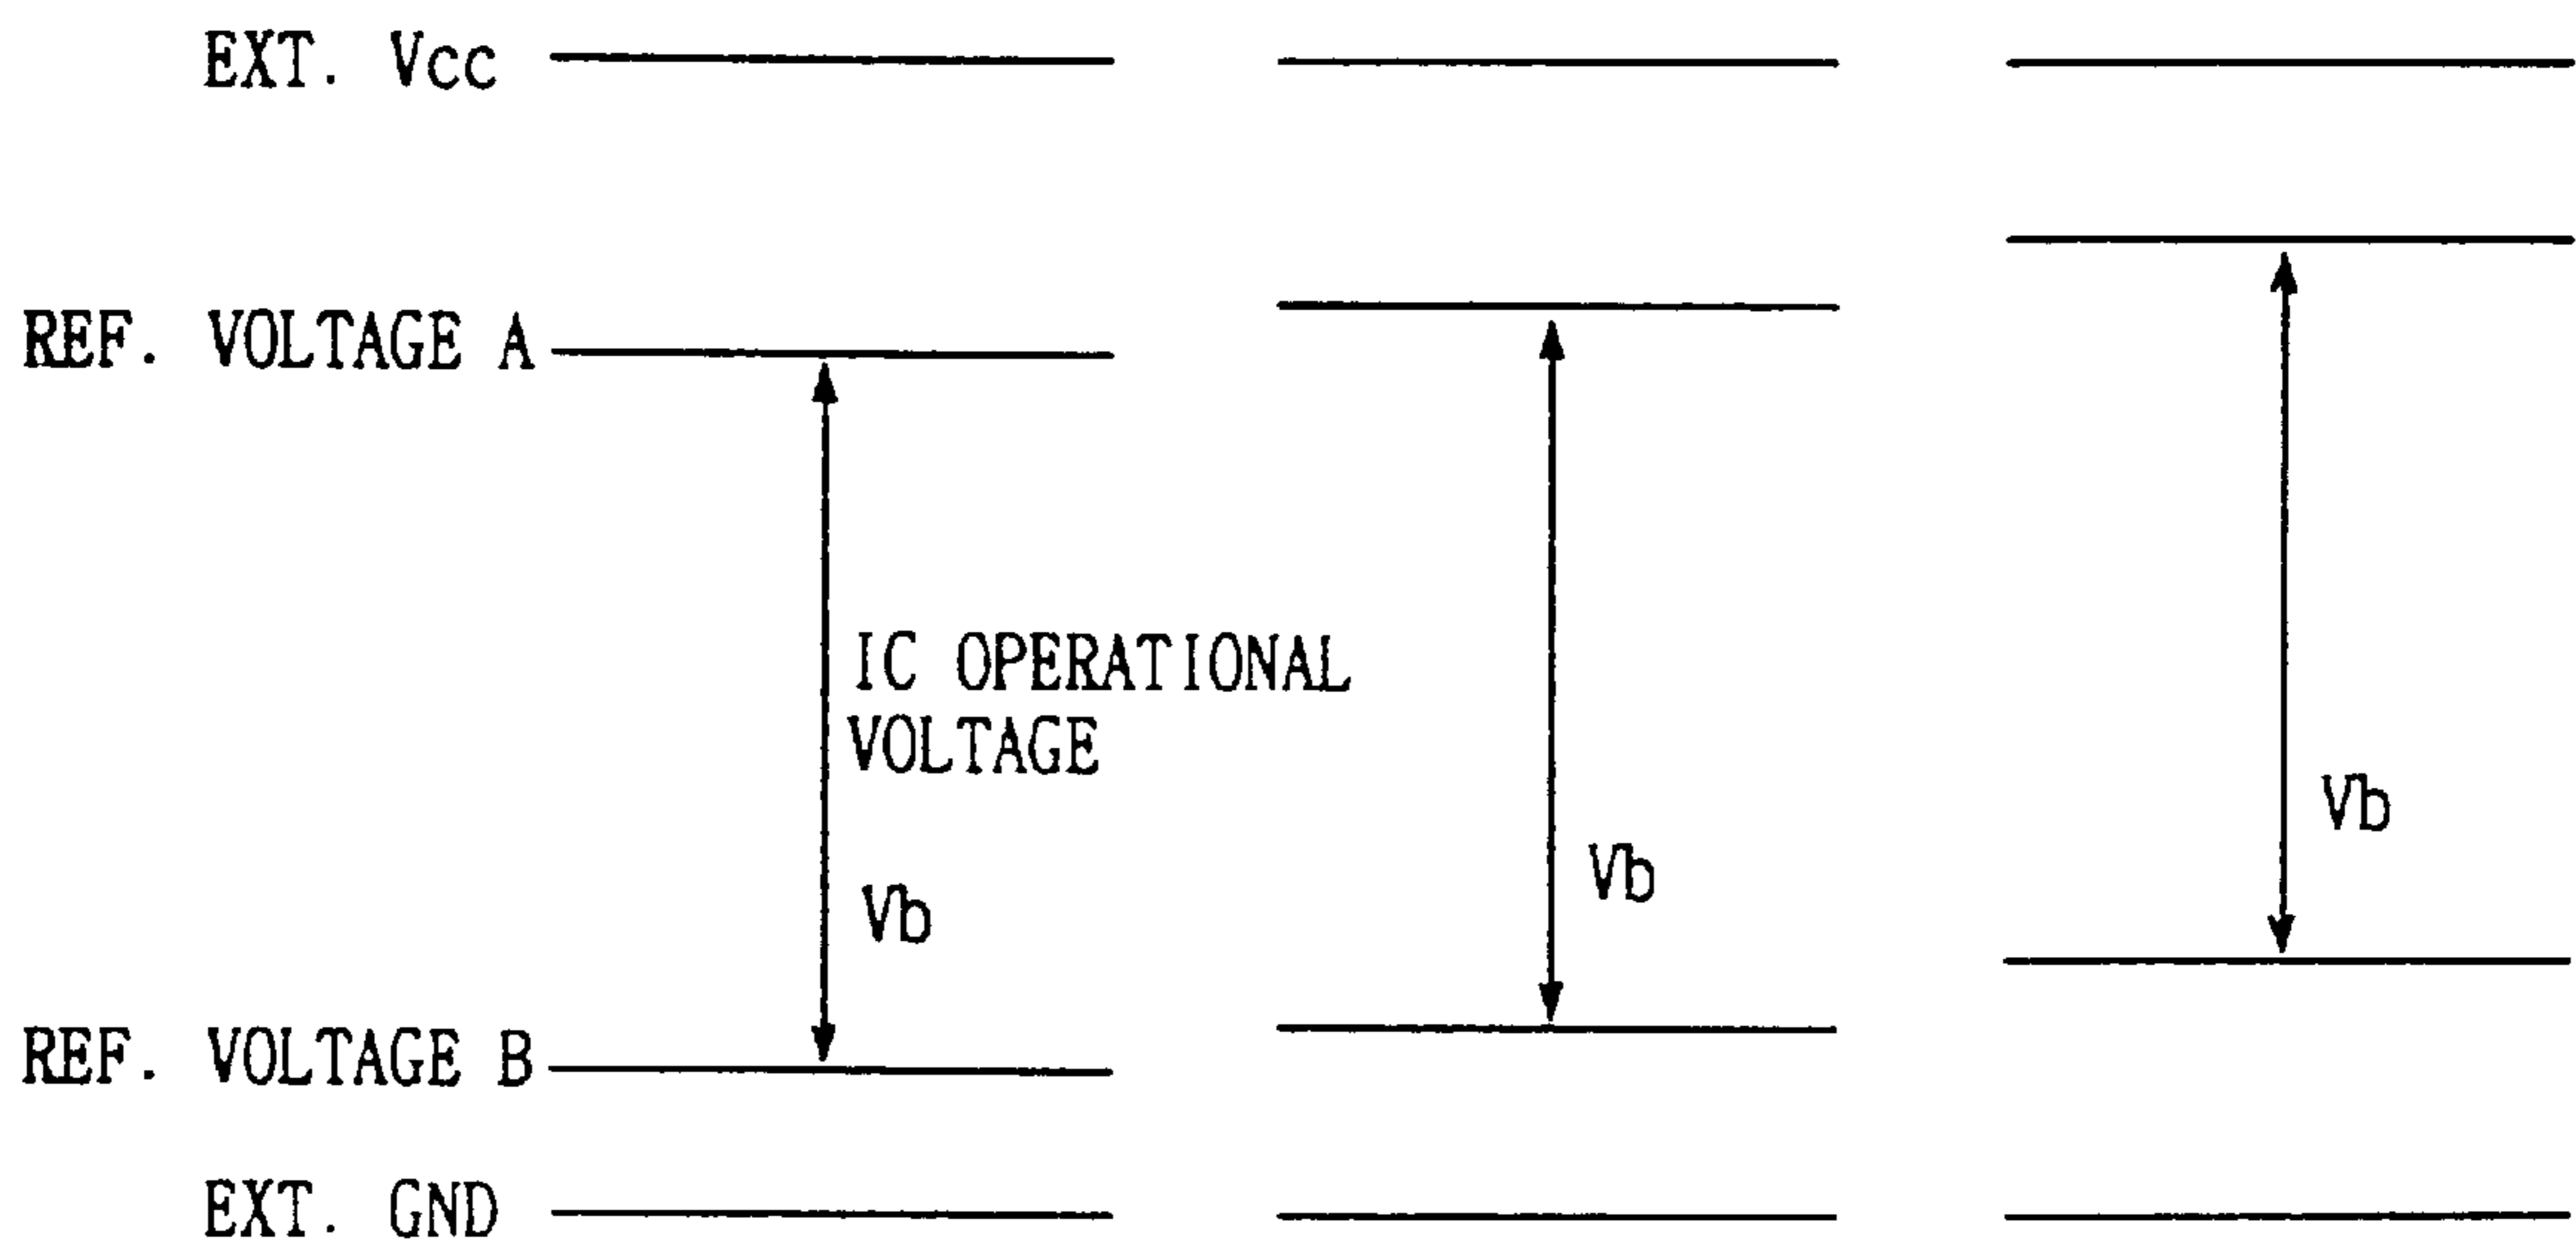 EXT. Vcc
REF. VOLTAGE A
IC OPERATIONAL
VOLTAGE
Vb
Vb
Vb
REF. VOLTAGE B
EXT. GND